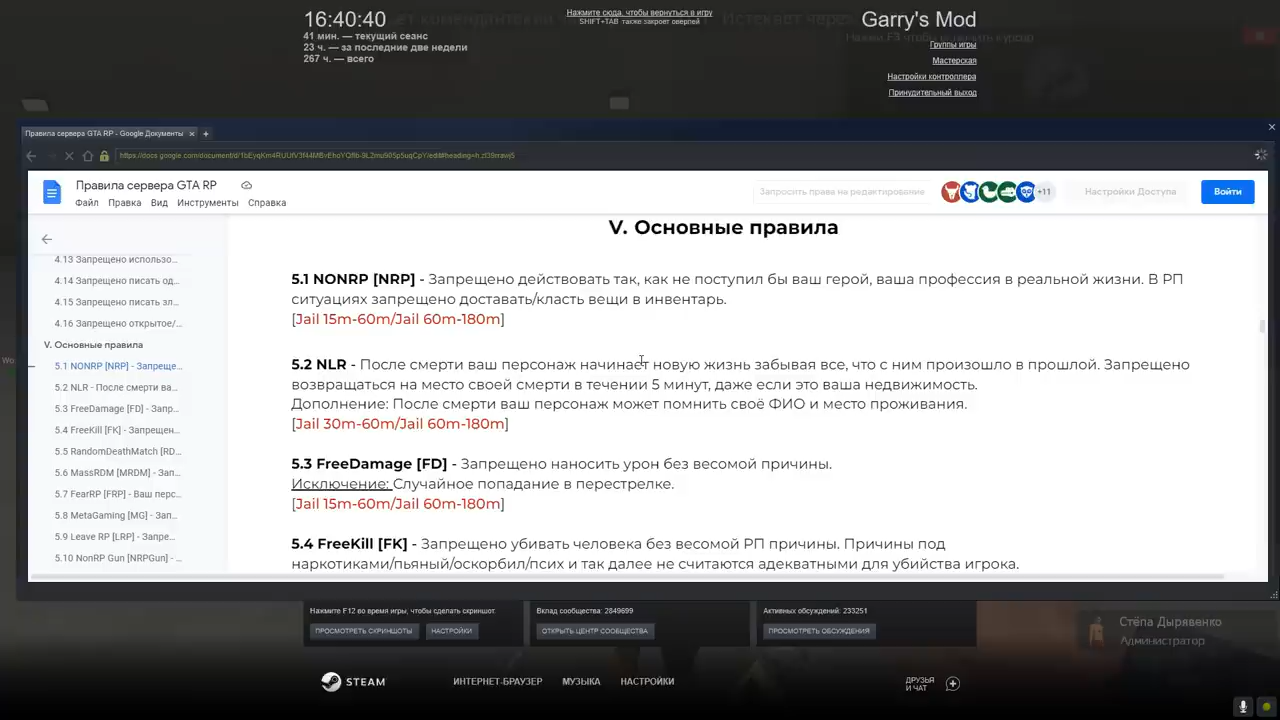 16:40:40
41 мин. — текущий сеанс
23 ч. — за последние две недели
267 ч. — всего
Нажмите сюда, чтобы вернуться в игру
SHIFT+TAB также закроет оверлей
Garry's Mod
Группы игры
Мастерская
Настройки контроллера
Принудительный выход
Правила сервера GTA RP - Google Документы
Правила сервера GTA RP
Файл Правка Вид Инструменты Справка
Запросить права на редактирование
+11
Настройки Доступа
Войти
4.13 Запрещено использо...
4.14 Запрещено писать од...
4.15 Запрещено писать зл...
4.16 Запрещено открытое/...
V. Основные правила
5.1 NONRP [NRP] - Запреще...
5.2 NLR - После смерти ва...
5.3 FreeDamage [FD] - Запр...
5.4 FreeKill [FK] - Запрещен...
5.5 RandomDeathMatch [RD...
5.6 MassRDM [MRDM] - Зап...
5.7 FearRP [FRP] - Ваш перс...
5.8 MetaGaming [MG] - Зап...
5.9 Leave RP [LRP] - Запре...
5.10 NonRP Gun [NRPGun] - ...
V. Основные правила
5.1 NONRP [NRP] - Запрещено действовать так, как не поступил бы ваш герой, ваша профессия в реальной жизни. В РП
ситуациях запрещено доставать/класть вещи в инвентарь.
[Jail 15m-60m/Jail 60m-180m]
5.2 NLR - После смерти ваш персонаж начинает новую жизнь забывая все, что с ним произошло в прошлой. Запрещено
возвращаться на место своей смерти в течении 5 минут, даже если это ваша недвижимость.
Дополнение: После смерти ваш персонаж может помнить своё ФИО и место проживания.
[Jail 30m-60m/Jail 60m-180m]
5.3 FreeDamage [FD] - Запрещено наносить урон без весомой причины.
Исключение: Случайное попадание в перестрелке.
[Jail 15m-60m/Jail 60m-180m]
5.4 FreeKill [FK] - Запрещено убивать человека без весомой РП причины. Причины под
наркотиками/пьяный/оскорбил/псих и так далее не считаются адекватными для убийства игрока.
Нажмите F12 во время игры, чтобы сделать скриншот.
ПРОСМОТРЕТЬ СКРИНШОТЫ НАСТРОЙКИ
Вклад сообщества: 2849699
ОТКРЫТЬ ЦЕНТР СООБЩЕСТВА
Активных обсуждений: 233251
ПРОСМОТРЕТЬ ОБСУЖДЕНИЯ
Стёпа Дырявенко
Администратор
STEAM
ИНТЕРНЕТ-БРАУЗЕР МУЗЫКА НАСТРОЙКИ
ДРУЗЬЯ
И ЧАТ